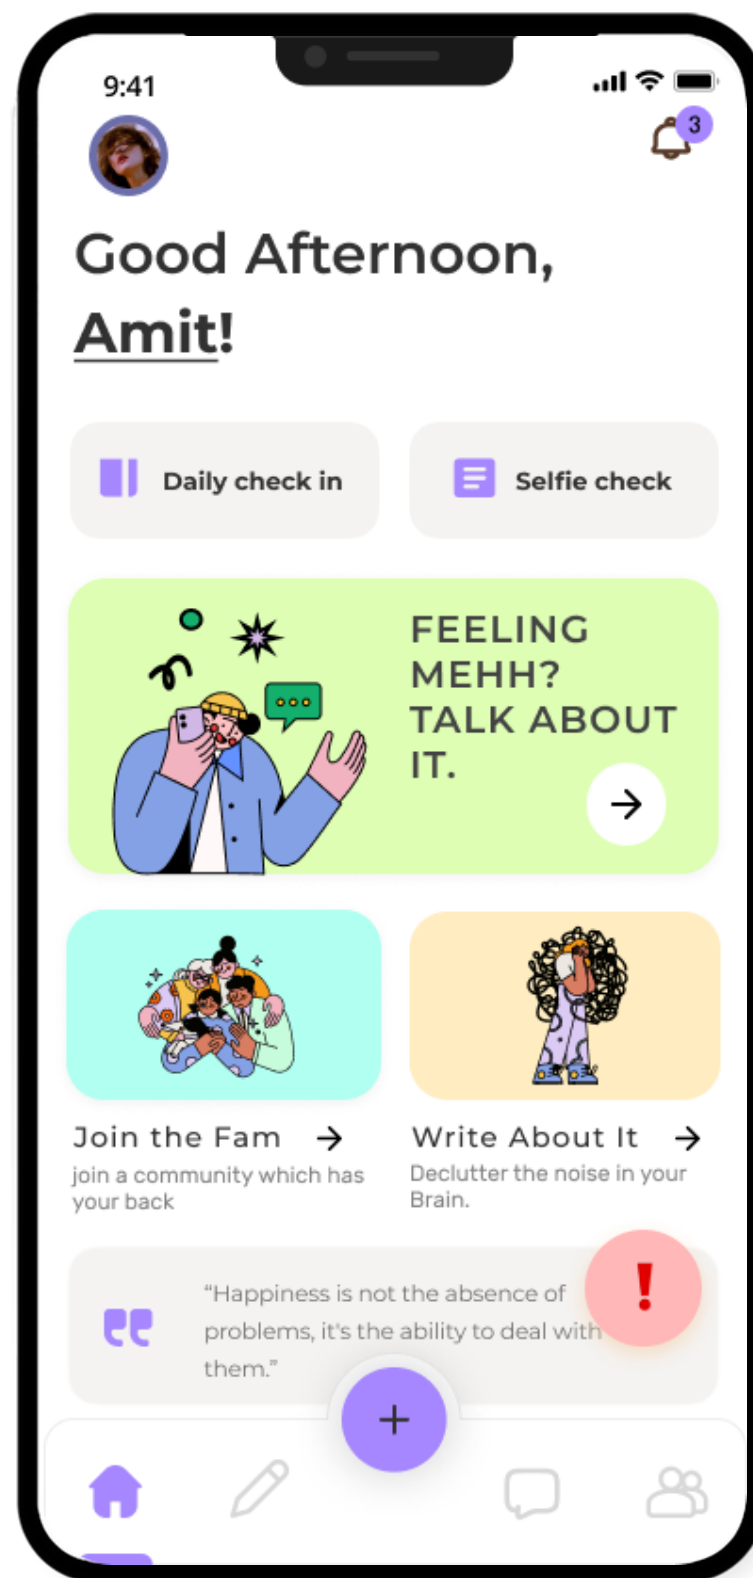 9:41
3
Good Afternoon,
Amit!
Daily check in
Selfie check
FEELING
MEHH?
TALK ABOUT
IT.
Join the Fam
join a community which has
your back
Write About It
Declutter the noise in your
Brain.
“Happiness is not the absence of
problems, it's the ability to deal with
them.”
!
+